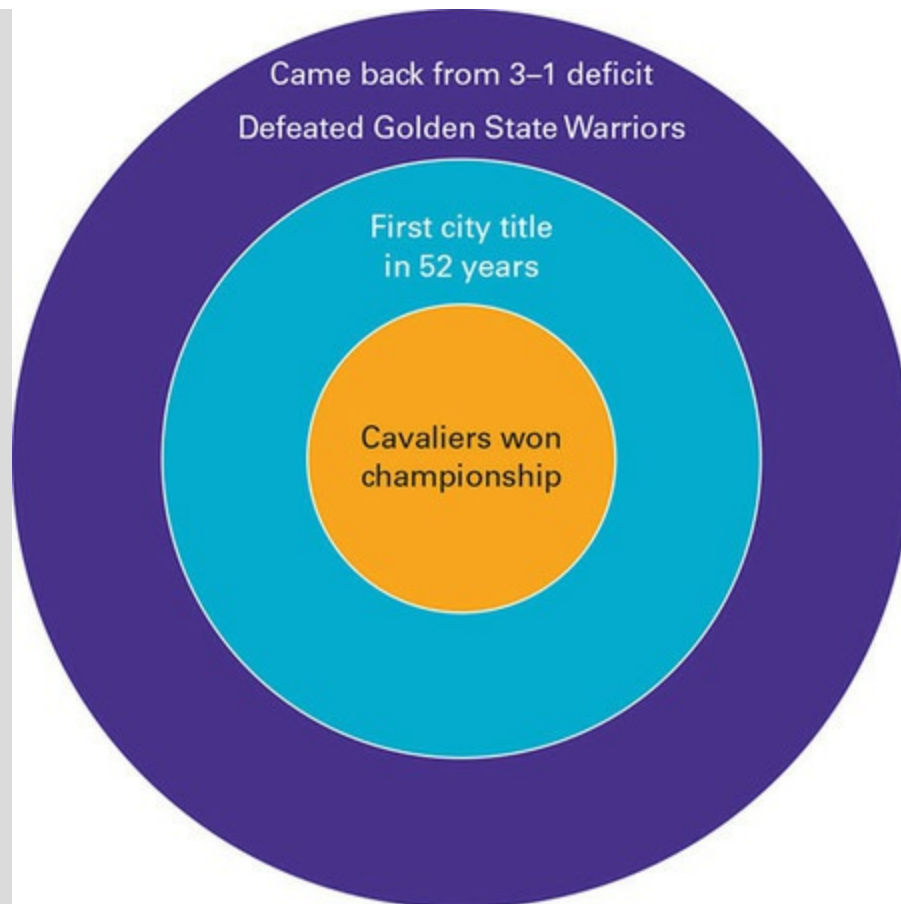 Came back from 3–1 deficit
Defeated Golden State Warriors
First city title
in 52 years
Cavaliers won
championship